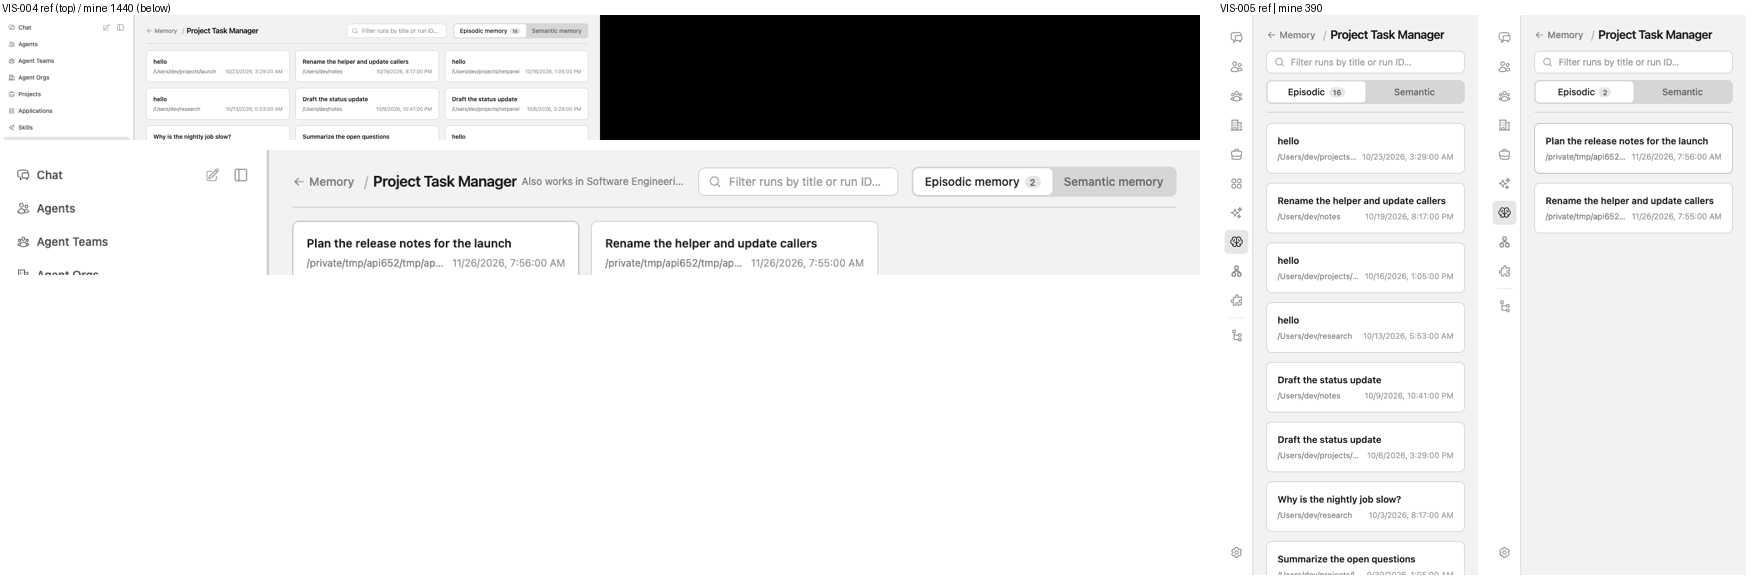 VIS-004 ref (top) / mine 1440 (below)
Chat
Agents
Agent Teams
Agent Orgs
Projects
Applications
Skills
← Memory / Project Task Manager
Filter runs by title or run ID...
Episodic memory 16
Semantic memory
hello
/Users/dev/projects/launch 10/23/2026, 3:29:00 AM
Rename the helper and update callers
/Users/dev/notes 10/19/2026, 8:17:00 PM
hello
/Users/dev/projects/netpanel 10/16/2026, 1:05:00 PM
hello
/Users/dev/research 10/13/2026, 5:53:00 AM
Draft the status update
/Users/dev/notes 10/9/2026, 10:41:00 PM
Draft the status update
/Users/dev/projects/netpanel 10/6/2026, 3:29:00 PM
Why is the nightly job slow?
Summarize the open questions
hello
Chat
Agents
Agent Teams
Agent Orgs
← Memory / Project Task Manager Also works in Software Engineeri...
Filter runs by title or run ID...
Episodic memory 2
Semantic memory
Plan the release notes for the launch
/private/tmp/api652/tmp/ap... 11/26/2026, 7:56:00 AM
Rename the helper and update callers
/private/tmp/api652/tmp/ap... 11/26/2026, 7:55:00 AM
VIS-005 ref | mine 390
← Memory / Project Task Manager
Filter runs by title or run ID...
Episodic 16
Semantic
hello
/Users/dev/projects... 10/23/2026, 3:29:00 AM
Rename the helper and update callers
/Users/dev/notes 10/19/2026, 8:17:00 PM
hello
/Users/dev/projects/... 10/16/2026, 1:05:00 PM
hello
/Users/dev/research 10/13/2026, 5:53:00 AM
Draft the status update
/Users/dev/notes 10/9/2026, 10:41:00 PM
Draft the status update
/Users/dev/projects/... 10/6/2026, 3:29:00 PM
Why is the nightly job slow?
/Users/dev/research 10/3/2026, 8:17:00 AM
Summarize the open questions
← Memory / Project Task Manager
Filter runs by title or run ID...
Episodic 2
Semantic
Plan the release notes for the launch
/private/tmp/api652... 11/26/2026, 7:56:00 AM
Rename the helper and update callers
/private/tmp/api652... 11/26/2026, 7:55:00 AM